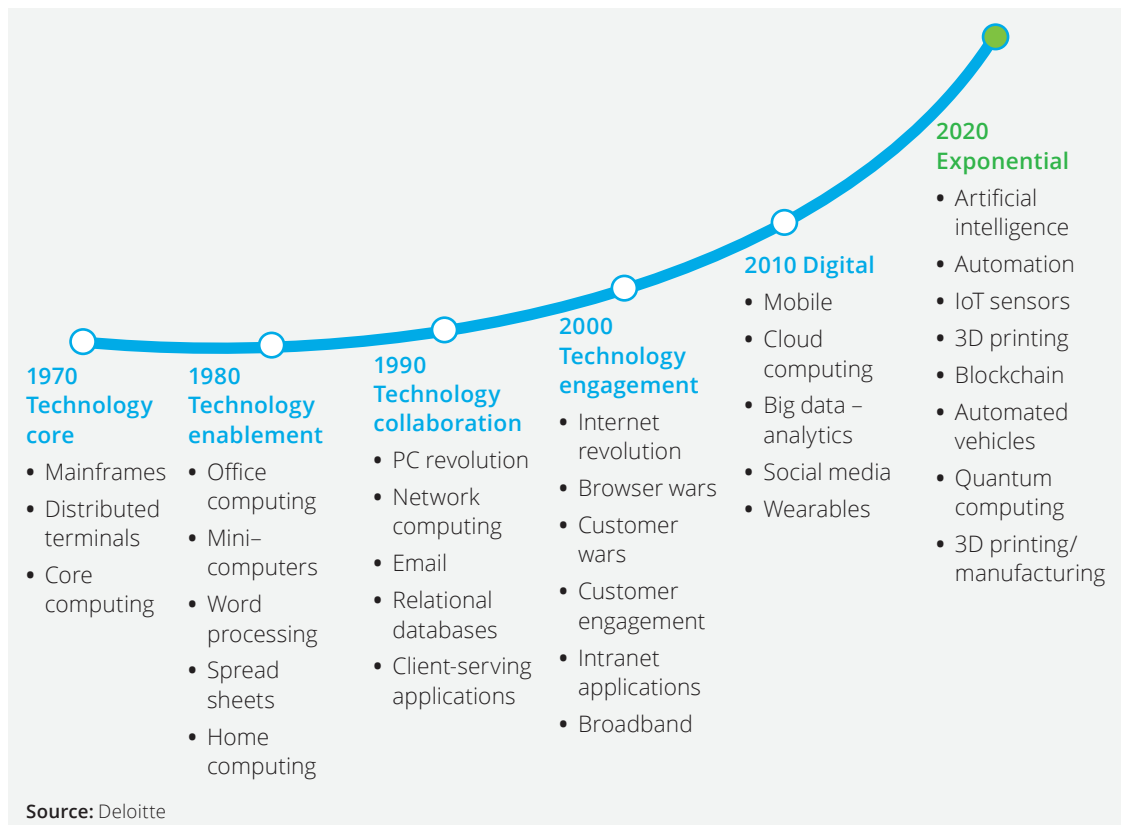 1970
Technology
core
• Mainframes
• Distributed
terminals
• Core
computing
1980
Technology
enablement
• Office
computing
• Mini–
computers
• Word
processing
• Spread
sheets
• Home
computing
1990
Technology
collaboration
• PC revolution
• Network
computing
• Email
• Relational
databases
• Client-serving
applications
2000
Technology
engagement
• Internet
revolution
• Browser wars
• Customer
wars
• Customer
engagement
• Intranet
applications
• Broadband
2010 Digital
• Mobile
• Cloud
computing
• Big data –
analytics
• Social media
• Wearables
2020
Exponential
• Artificial
intelligence
• Automation
• IoT sensors
• 3D printing
• Blockchain
• Automated
vehicles
• Quantum
computing
• 3D printing/
manufacturing
Source: Deloitte